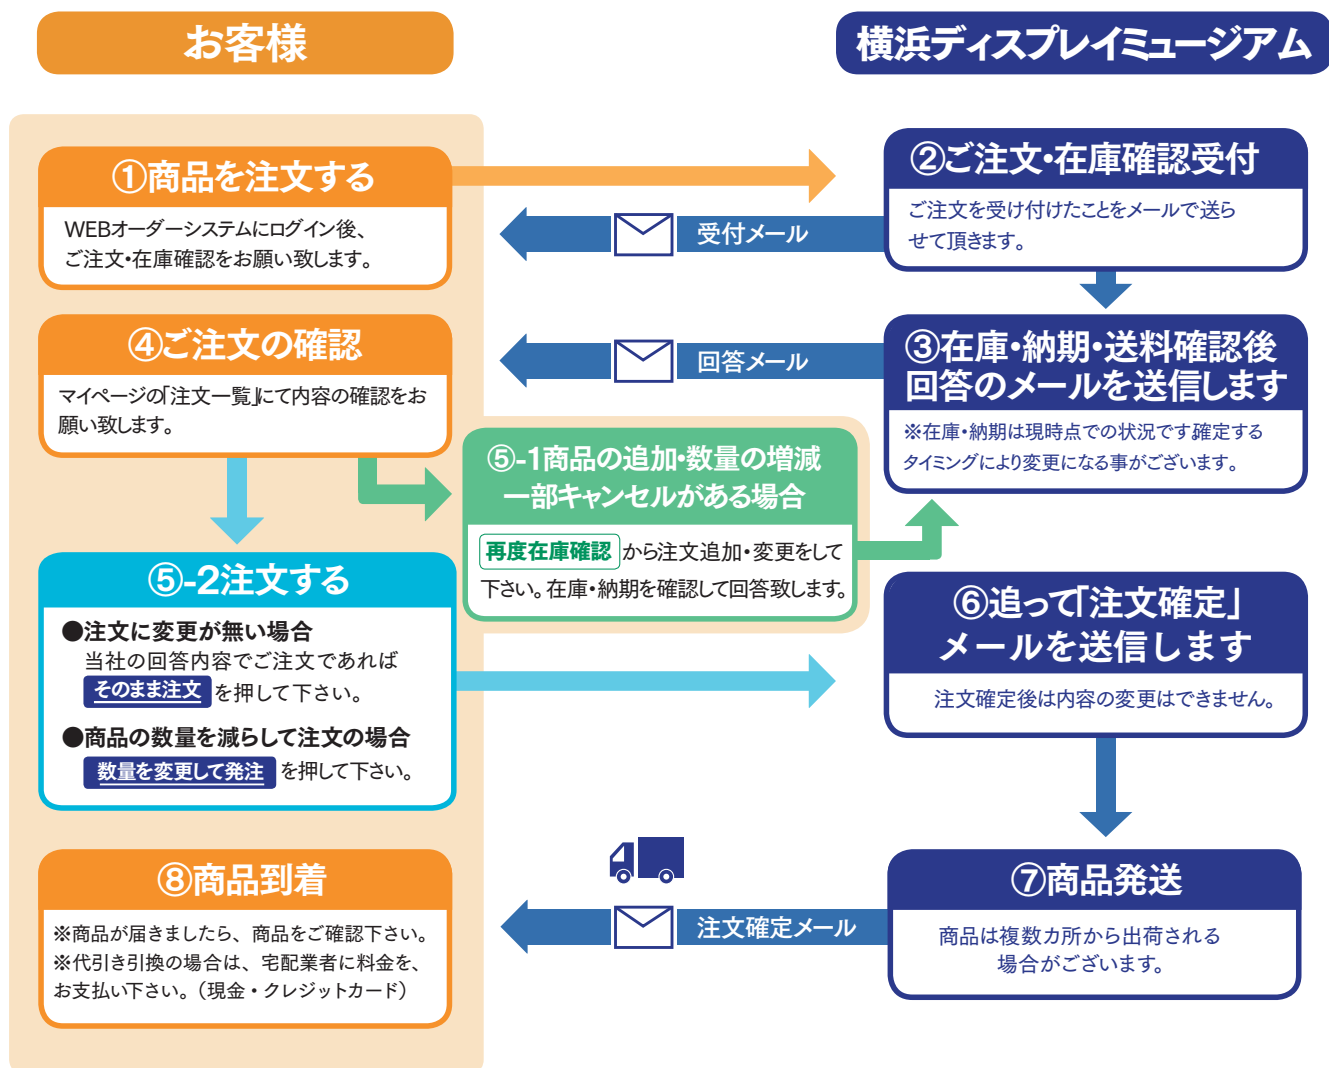 お客様
横浜ディスプレイミュージアム
①商品を注文する
WEBオーダーシステムにログイン後、
ご注文・在庫確認をお願い致します。
②ご注文・在庫確認受付
ご注文を受け付けたことをメールで送ら
せて頂きます。
受付メール
③在庫・納期・送料確認後
回答のメールを送信します
※在庫・納期は現時点での状況です確定する
タイミングにより変更になる事がございます。
回答メール
④ご注文の確認
マイページの「注文一覧」にて内容の確認をお
願い致します。
⑤-1商品の追加・数量の増減
一部キャンセルがある場合
再度在庫確認 から注文追加・変更をして
下さい。在庫・納期を確認して回答致します。
⑤-2注文する
●注文に変更が無い場合
当社の回答内容でご注文であれば
そのまま注文 を押して下さい。
●商品の数量を減らして注文の場合
数量を変更して発注 を押して下さい。
⑥追って「注文確定」
メールを送信します
注文確定後は内容の変更はできません。
⑦商品発送
商品は複数カ所から出荷される
場合がございます。
注文確定メール
⑧商品到着
※商品が届きましたら、商品をご確認下さい。
※代引き引換の場合は、宅配業者に料金を、
お支払い下さい。（現金・クレジットカード）